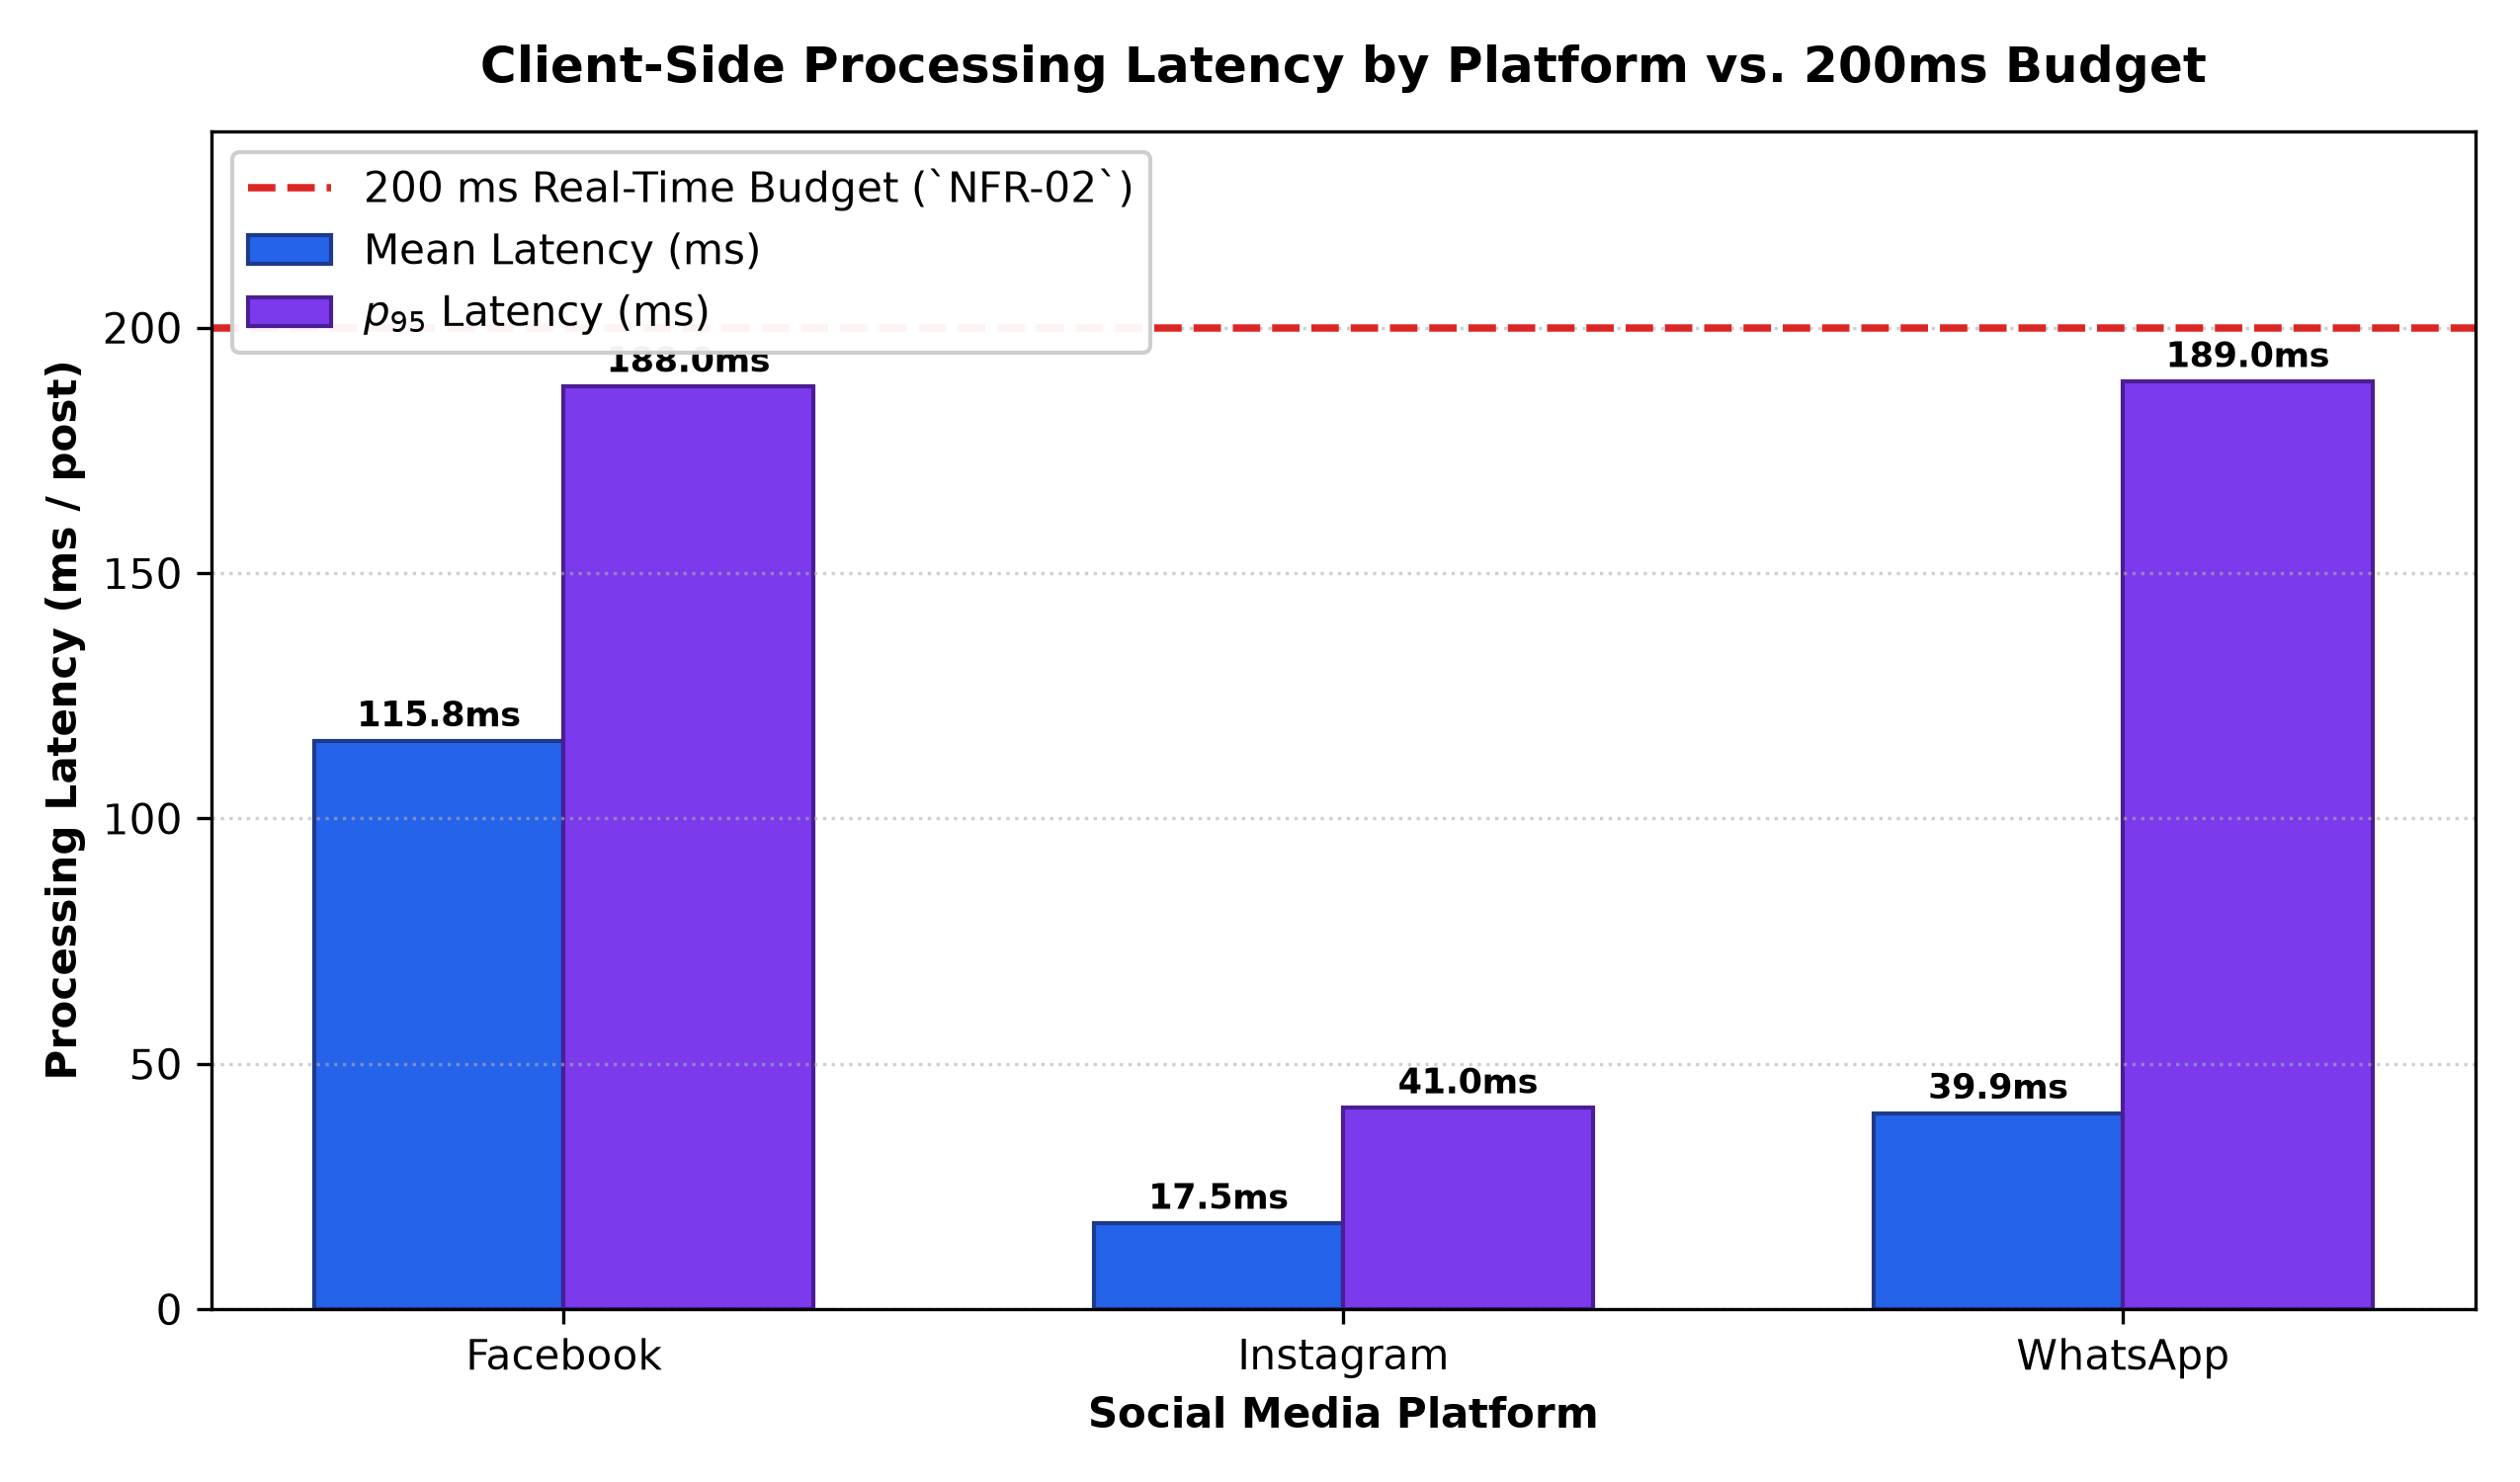 Client-Side Processing Latency by Platform vs. 200ms Budget
200 ms Real-Time Budget (`NFR-02`)
Mean Latency (ms)
p95 Latency (ms)
Processing Latency (ms / post)
200
150
100
50
0
115.8ms
188.0ms
17.5ms
41.0ms
39.9ms
189.0ms
Facebook
Instagram
WhatsApp
Social Media Platform